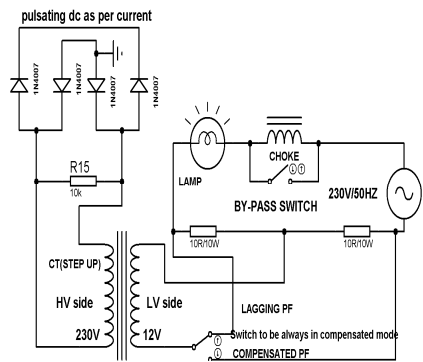 pulsating dc as per current
1N4007
1N4007
1N4007
1N4007
R15
10k
LAMP
CHOKE
BY-PASS SWITCH
230V/50HZ
10R/10W
10R/10W
CT(STEP UP)
HV side
LV side
230V
12V
LAGGING PF
Switch to be always in compensated mode
COMPENSATED PF